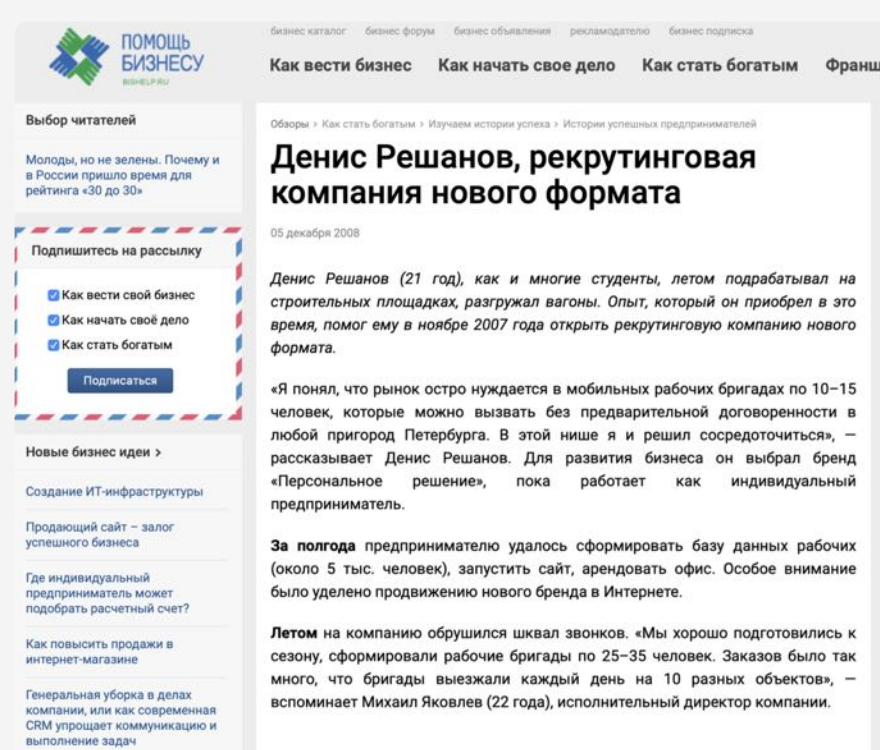 ПОМОЩЬ
БИЗНЕСУ
BISHELP.RU
бизнес каталог бизнес форум бизнес объявления рекламодателю бизнес подписка
Как вести бизнес Как начать свое дело Как стать богатым Франш
Выбор читателей
Молоды, но не зелены. Почему и
в России пришло время для
рейтинга «30 до 30»
Подпишитесь на рассылку
Как вести свой бизнес
Как начать своё дело
Как стать богатым
Подписаться
Новые бизнес идеи >
Создание ИТ-инфраструктуры
Продающий сайт – залог
успешного бизнеса
Где индивидуальный
предприниматель может
подобрать расчетный счет?
Как повысить продажи в
интернет-магазине
Генеральная уборка в делах
компании, или как современная
CRM упрощает коммуникацию и
выполнение задач
Обзоры > Как стать богатым > Изучаем истории успеха > Истории успешных предпринимателей
Денис Решанов, рекрутинговая
компания нового формата
05 декабря 2008
Денис Решанов (21 год), как и многие студенты, летом подрабатывал на
строительных площадках, разгружал вагоны. Опыт, который он приобрел в это
время, помог ему в ноябре 2007 года открыть рекрутинговую компанию нового
формата.
«Я понял, что рынок остро нуждается в мобильных рабочих бригадах по 10–15
человек, которые можно вызвать без предварительной договоренности в
любой пригород Петербурга. В этой нише я и решил сосредоточиться», —
рассказывает Денис Решанов. Для развития бизнеса он выбрал бренд
«Персональное решение», пока работает как индивидуальный
предприниматель.
За полгода предпринимателю удалось сформировать базу данных рабочих
(около 5 тыс. человек), запустить сайт, арендовать офис. Особое внимание
было уделено продвижению нового бренда в Интернете.
Летом на компанию обрушился шквал звонков. «Мы хорошо подготовились к
сезону, сформировали рабочие бригады по 25–35 человек. Заказов было так
много, что бригады выезжали каждый день на 10 разных объектов», —
вспоминает Михаил Яковлев (22 года), исполнительный директор компании.